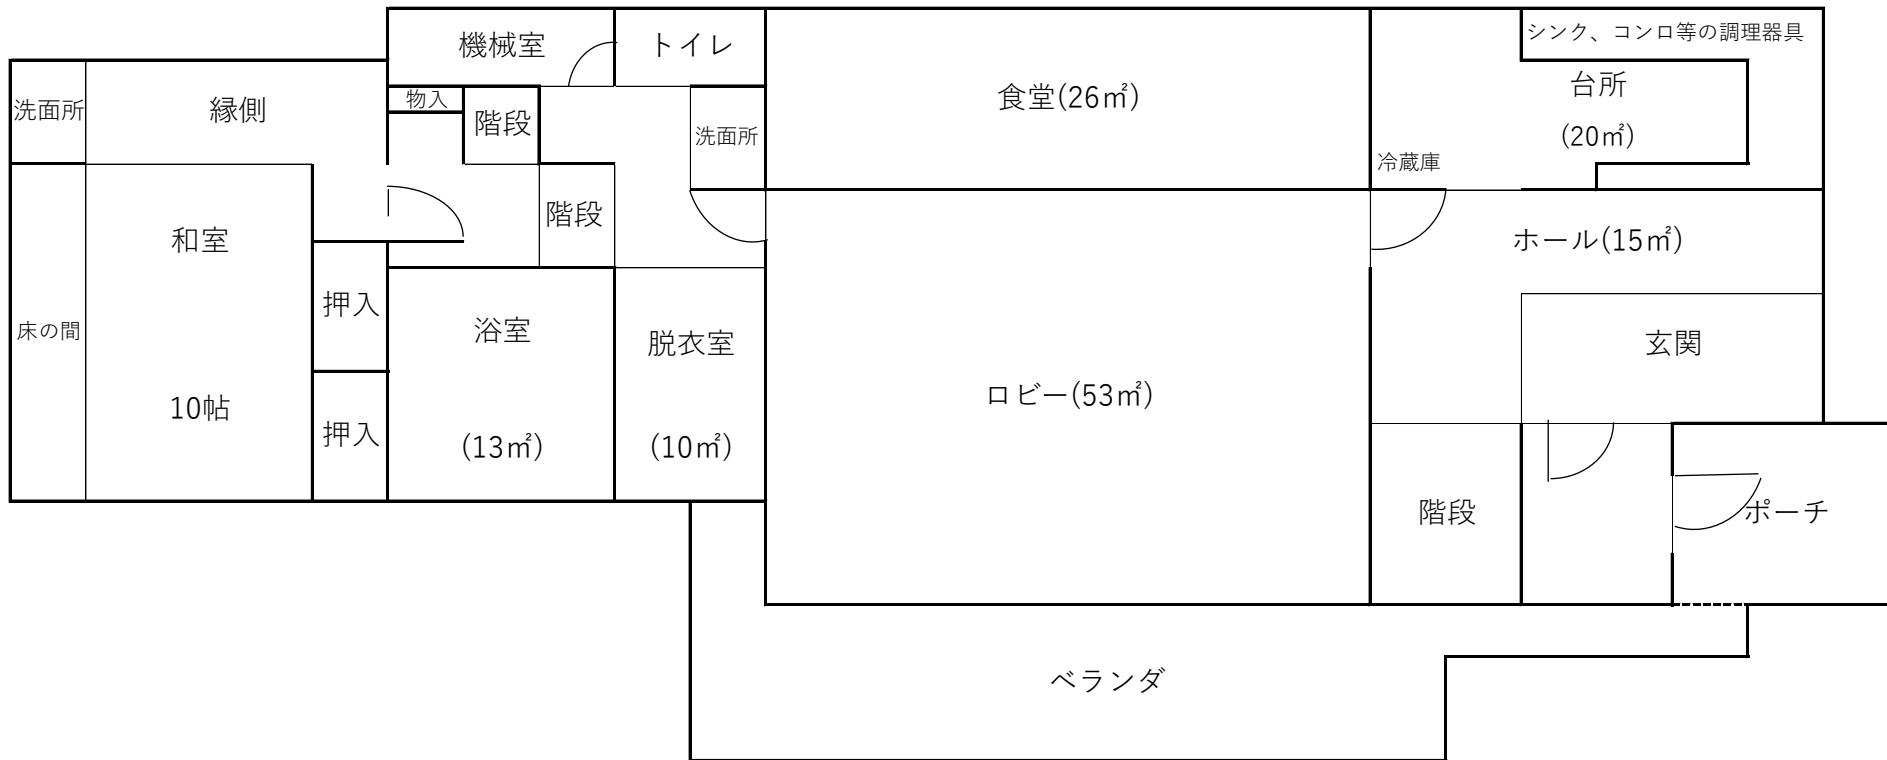 シンク、コンロ等の調理器具
機械室
トイレ
台所
(20㎡)
洗面所
縁側
物入
階段
食堂(26㎡)
洗面所
冷蔵庫
和室
階段
ホール(15㎡)
押入
床の間
浴室
脱衣室
玄関
ロビー(53㎡)
10帖
押入
(13㎡)
(10㎡)
階段
ポーチ
ベランダ